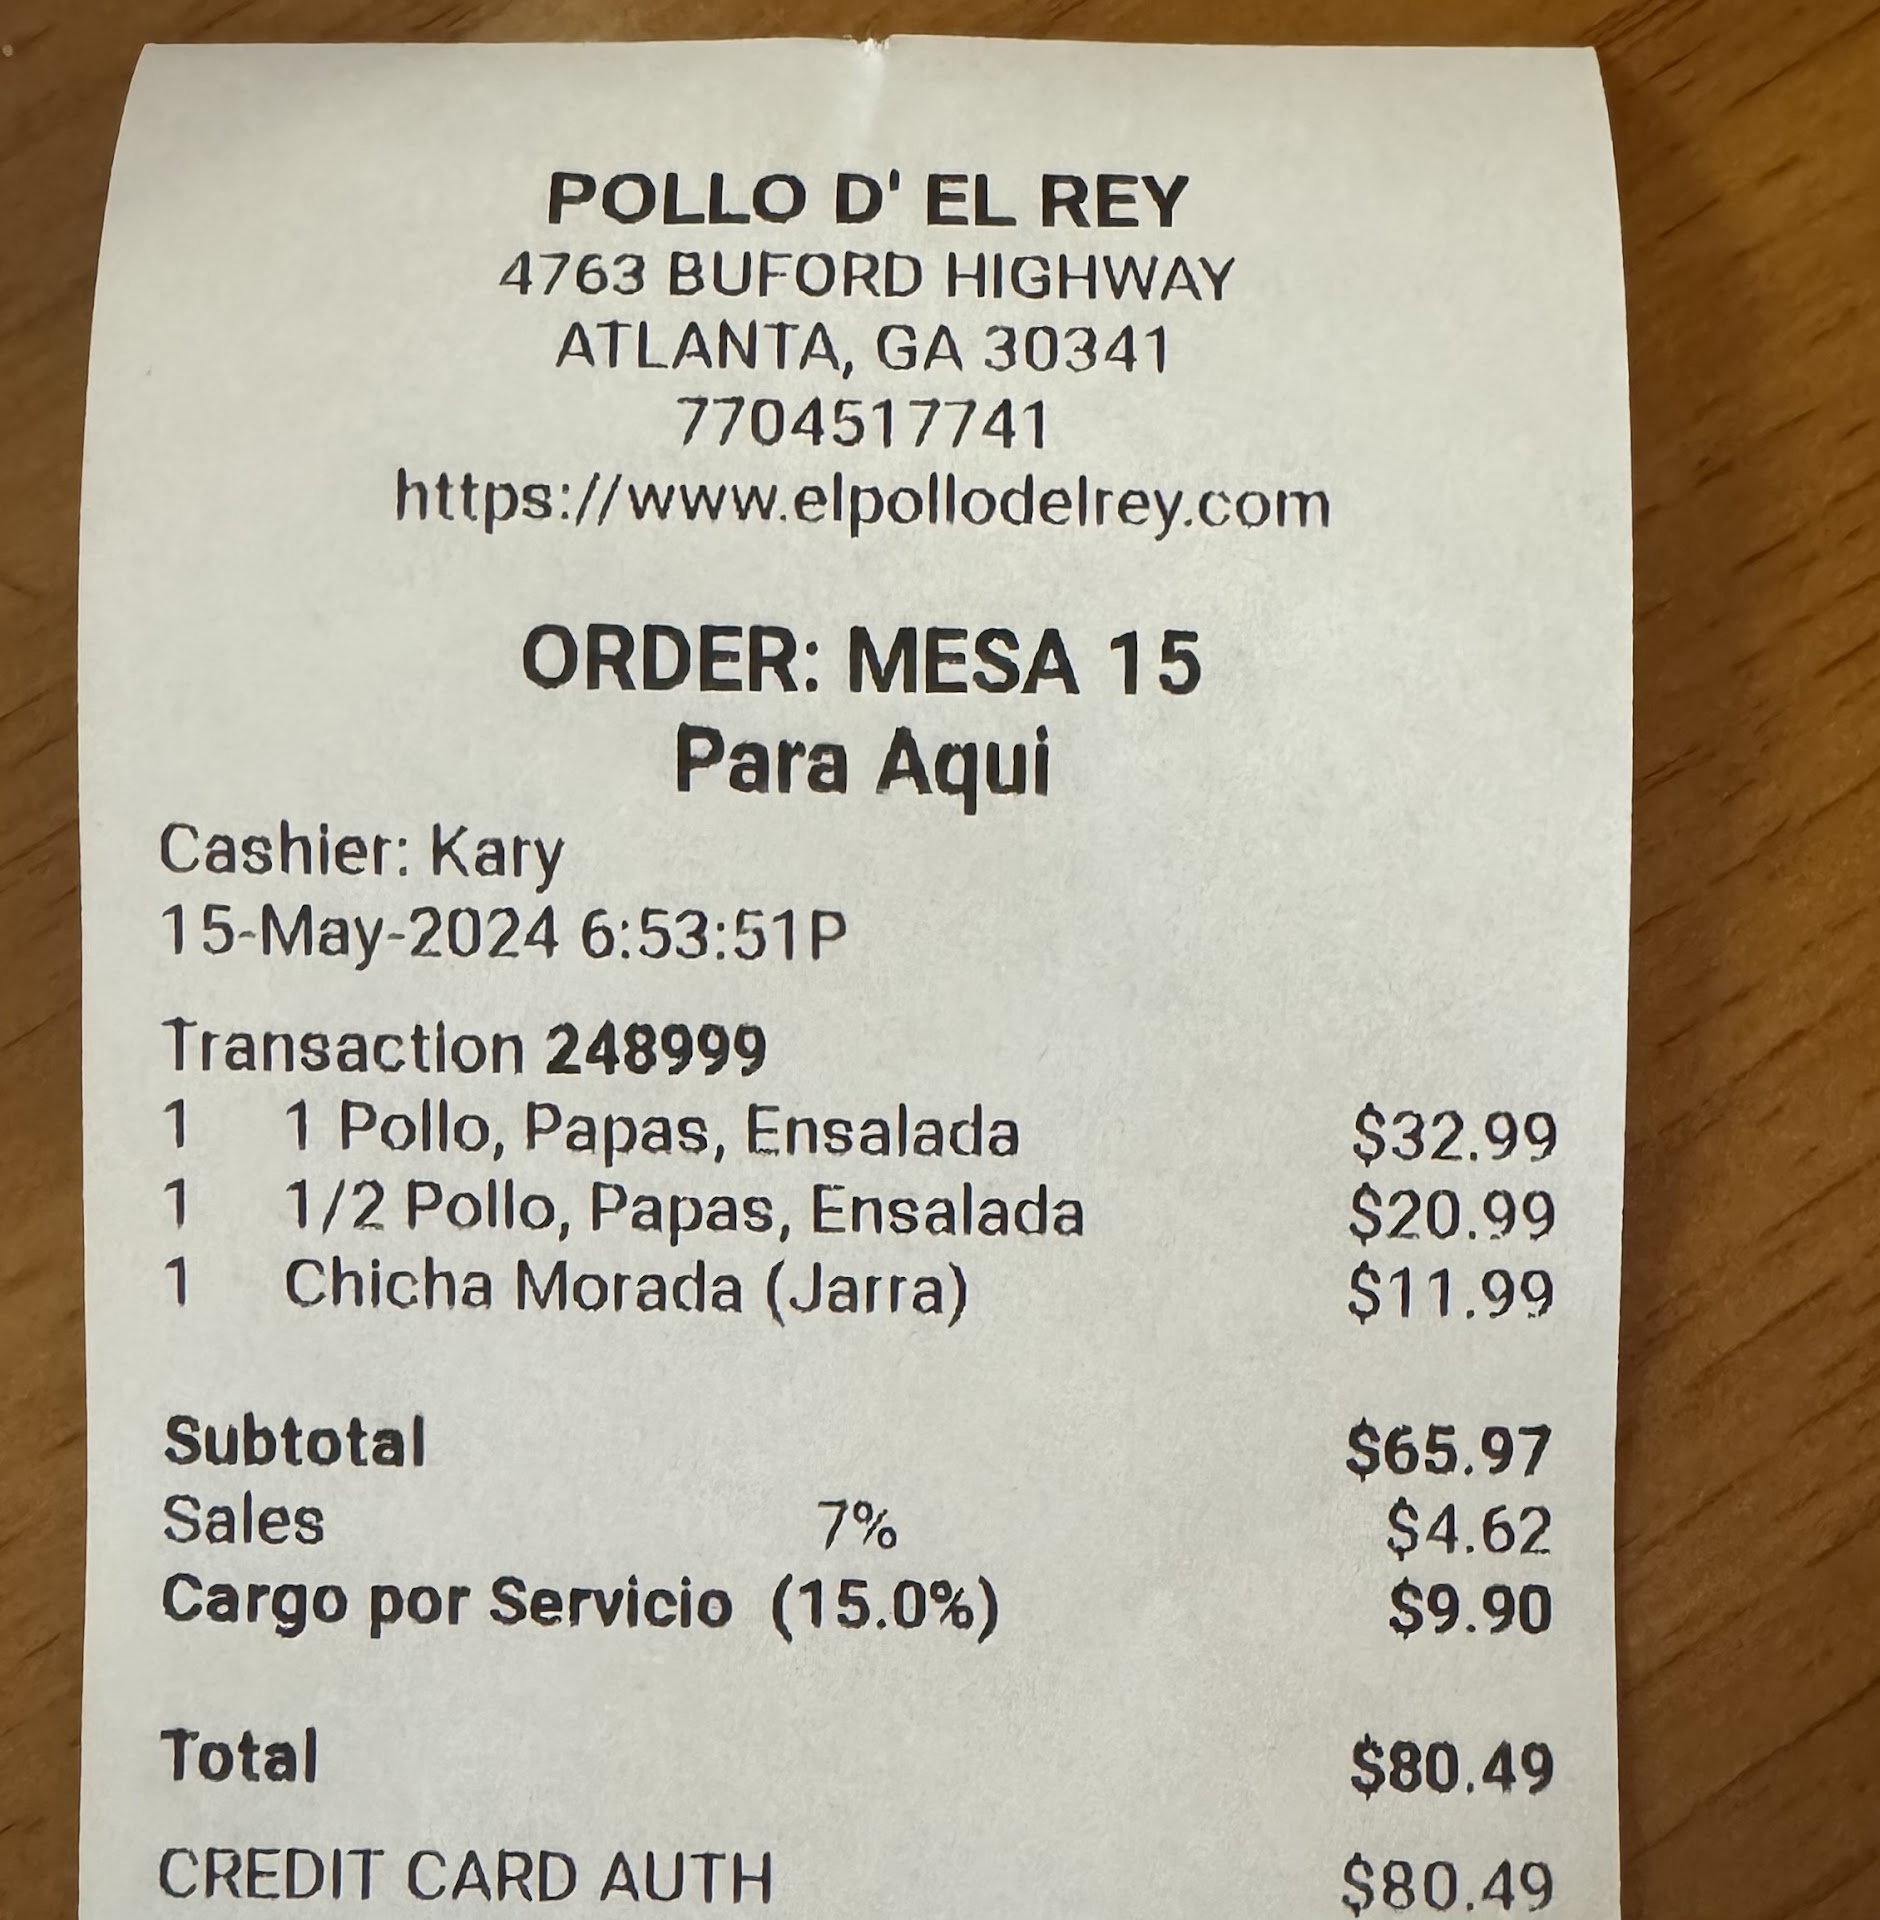 POLLO D' EL REY
4763 BUFORD HIGHWAY
ATLANTA, GA 30341
7704517741
https://www.elpollodelrey.com
ORDER: MESA 15
Para Aqui
Cashier: Kary
15-May-2024 6:53:51P
Transaction 248999
1 1 Pollo, Papas, Ensalada $32.99
1 1/2 Pollo, Papas, Ensalada $20.99
1 Chicha Morada (Jarra) $11.99
Subtotal $65.97
Sales 7% $4.62
Cargo por Servicio (15.0%) $9.90
Total $80.49
CREDIT CARD AUTH $80.49